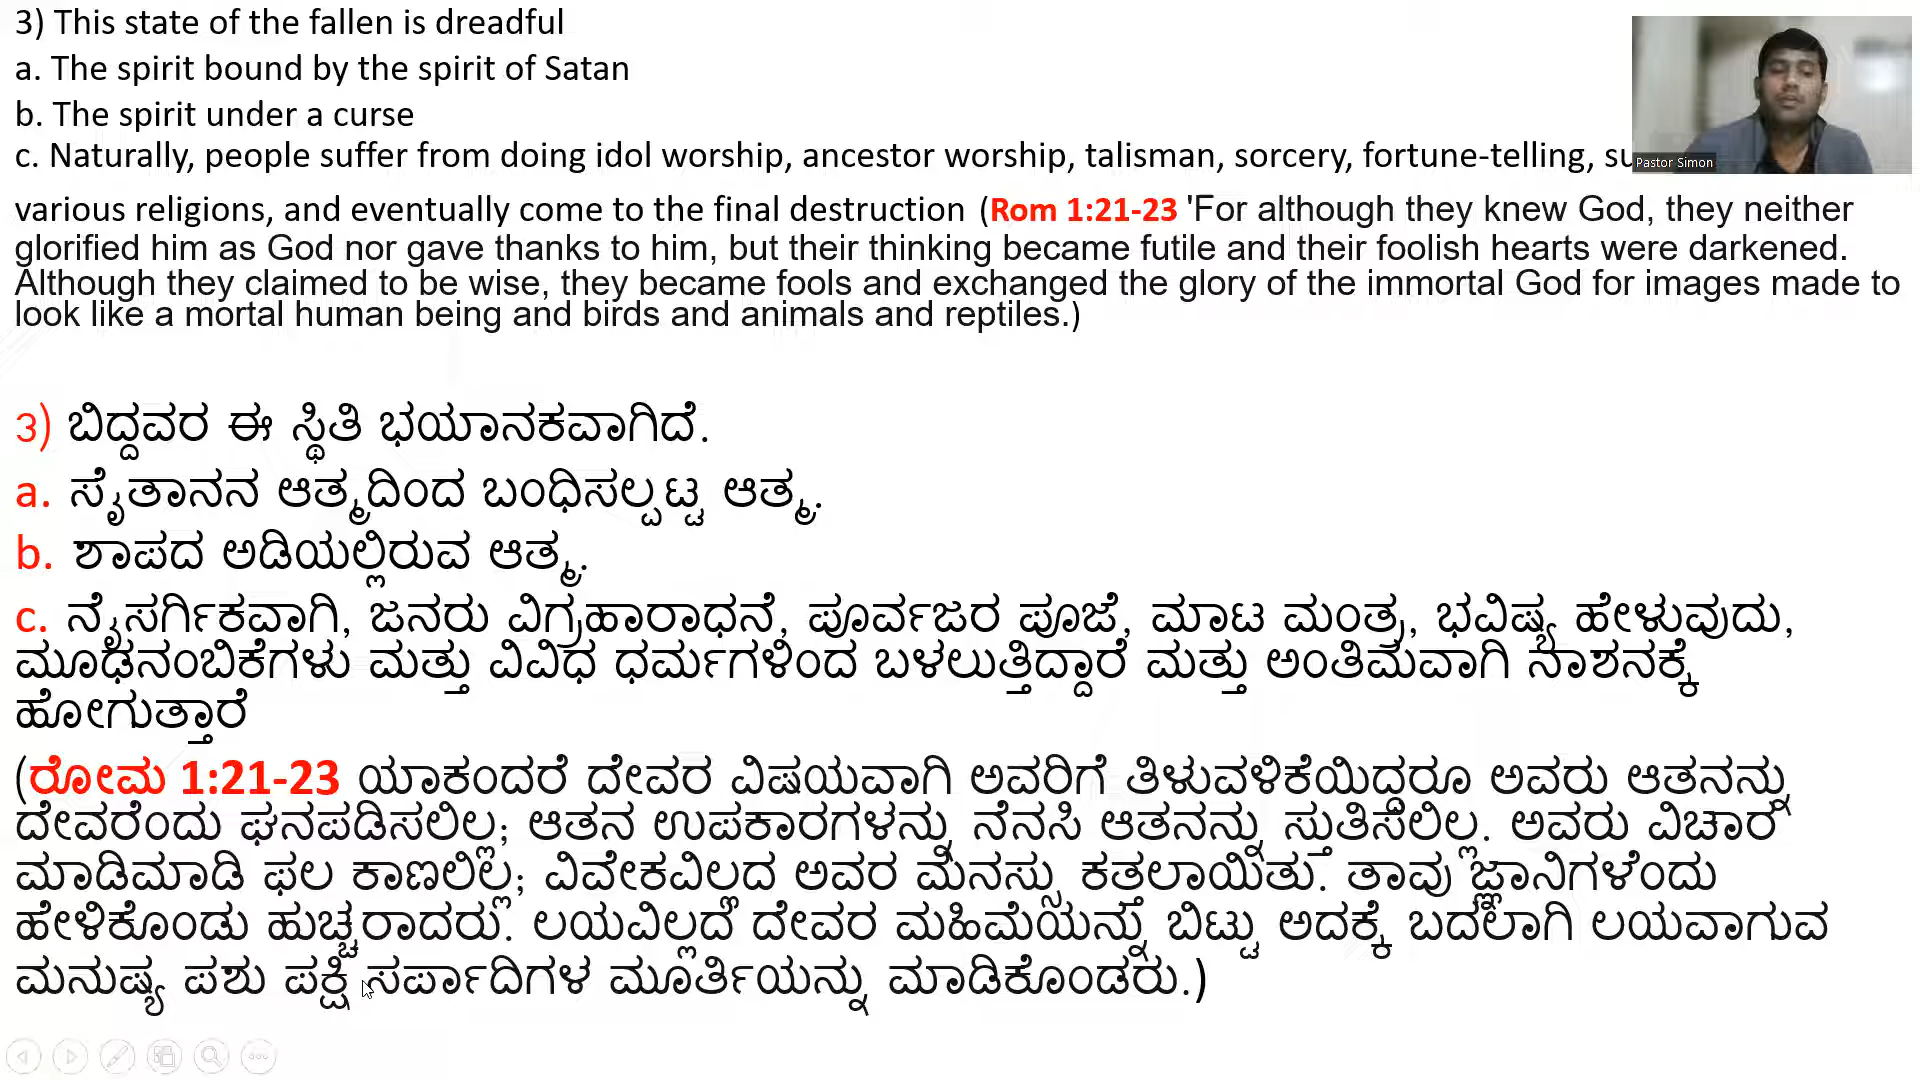 3) This state of the fallen is dreadful
a. The spirit bound by the spirit of Satan
b. The spirit under a curse
c. Naturally, people suffer from doing idol worship, ancestor worship, talisman, sorcery, fortune-telling,
Pastor Simon
various religions, and eventually come to the final destruction (Rom 1:21-23 'For although they knew God, they neither
glorified him as God nor gave thanks to him, but their thinking became futile and their foolish hearts were darkened.
Although they claimed to be wise, they became fools and exchanged the glory of the immortal God for images made to
look like a mortal human being and birds and animals and reptiles.)
3) ಬಿದ್ದವರ ಈ ಸ್ಥಿತಿ ಭಯಾನಕವಾಗಿದೆ.
a. ಸೈತಾನನ ಆತ್ಮದಿಂದ ಬಂಧಿಸಲ್ಪಟ್ಟ ಆತ್ಮ.
b. ಶಾಪದ ಅಡಿಯಲ್ಲಿರುವ ಆತ್ಮ.
c. ನೈಸರ್ಗಿಕವಾಗಿ, ಜನರು ವಿಗ್ರಹಾರಾಧನೆ, ಪೂರ್ವಜರ ಪೂಜೆ, ಮಾಟ ಮಂತ್ರ, ಭವಿಷ್ಯ ಹೇಳುವುದು,
ಮೂಢನಂಬಿಕೆಗಳು ಮತ್ತು ವಿವಿಧ ಧರ್ಮಗಳಿಂದ ಬಳಲುತ್ತಿದ್ದಾರೆ ಮತ್ತು ಅಂತಿಮವಾಗಿ ನಾಶನಕ್ಕೆ
ಹೋಗುತ್ತಾರೆ
(ರೋಮ 1:21-23 ಯಾಕಂದರೆ ದೇವರ ವಿಷಯವಾಗಿ ಅವರಿಗೆ ತಿಳುವಳಿಕೆಯಿದ್ದರೂ ಅವರು ಆತನನ್ನು
ದೇವರೆಂದು ಘನಪಡಿಸಲಿಲ್ಲ; ಆತನ ಉಪಕಾರಗಳನ್ನು ನೆನಸಿ ಆತನನ್ನು ಸ್ತುತಿಸಲಿಲ್ಲ. ಅವರು ವಿಚಾರ
ಮಾಡಿಮಾಡಿ ಫಲ ಕಾಣಲಿಲ್ಲ; ವಿವೇಕವಿಲ್ಲದ ಅವರ ಮನಸ್ಸು ಕತ್ತಲಾಯಿತು. ತಾವು ಜ್ಞಾನಿಗಳೆಂದು
ಹೇಳಿಕೊಂಡು ಹುಚ್ಚರಾದರು. ಲಯವಿಲ್ಲದ ದೇವರ ಮಹಿಮೆಯನ್ನು ಬಿಟ್ಟು ಅದಕ್ಕೆ ಬದಲಾಗಿ ಲಯವಾಗುವ
ಮನುಷ್ಯ ಪಶು ಪಕ್ಷಿ ಸರ್ಪಾದಿಗಳ ಮೂರ್ತಿಯನ್ನು ಮಾಡಿಕೊಂಡರು.)